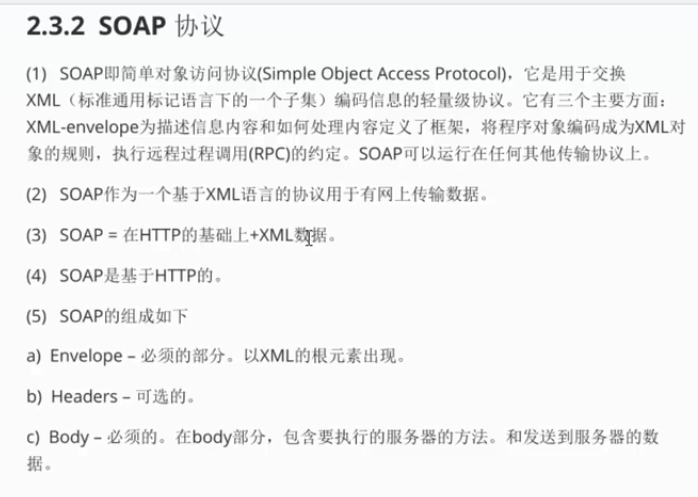 2.3.2 SOAP 协议
(1) SOAP即简单对象访问协议(Simple Object Access Protocol)，它是用于交换
XML（标准通用标记语言下的一个子集）编码信息的轻量级协议。它有三个主要方面：
XML-envelope为描述信息内容和如何处理内容定义了框架，将程序对象编码成为XML对
象的规则，执行远程过程调用(RPC)的约定。SOAP可以运行在任何其他传输协议上。
(2) SOAP作为一个基于XML语言的协议用于有网上传输数据。
(3) SOAP = 在HTTP的基础上+XML数据。
(4) SOAP是基于HTTP的。
(5) SOAP的组成如下
a) Envelope – 必须的部分。以XML的根元素出现。
b) Headers – 可选的。
c) Body – 必须的。在body部分，包含要执行的服务器的方法。和发送到服务器的数
据。